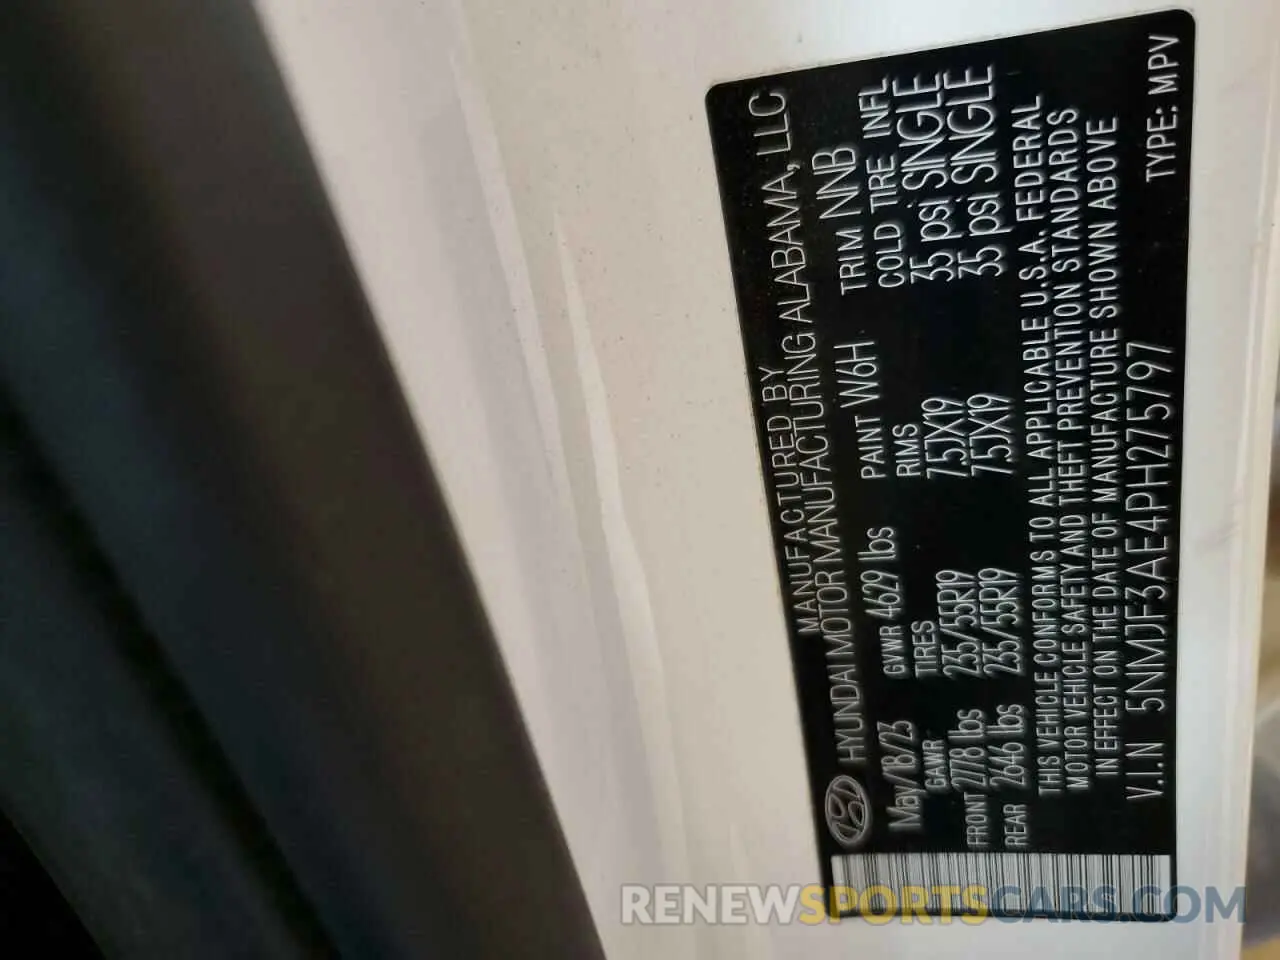 MANUFACTURED BY
HYUNDAI MOTOR MANUFACTURING ALABAMA, LLC
May/18/23 GVWR 4629 lbs PAINT W6H TRIM NNB
GAWR TIRES RIMS COLD TIRE INFL
FRONT 2778 lbs 235/55R19 7.5JX19 35 psi SINGLE
REAR 2646 lbs 235/55R19 7.5JX19 35 psi SINGLE
THIS VEHICLE CONFORMS TO ALL APPLICABLE U.S.A. FEDERAL
MOTOR VEHICLE SAFETY AND THEFT PREVENTION STANDARDS
IN EFFECT ON THE DATE OF MANUFACTURE SHOWN ABOVE
V.I.N 5NMJF3AE4PH275797 TYPE: MPV
RENEWSPORTSCARS.COM